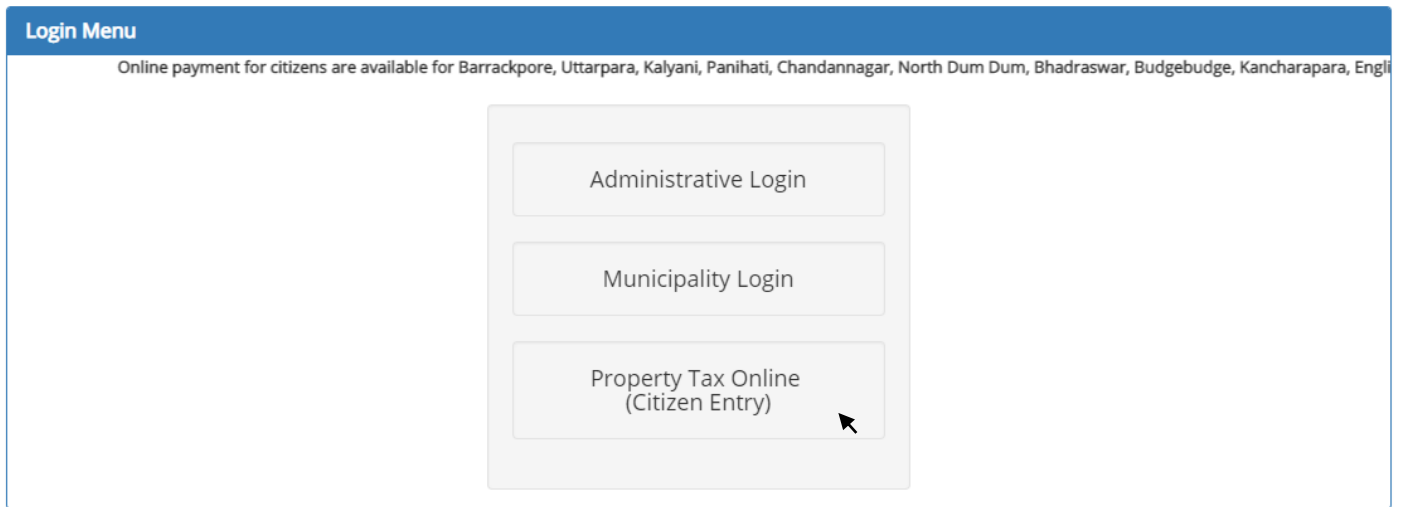 Login Menu
Online payment for citizens are available for Barrackpore, Uttarpara, Kalyani, Panihati, Chandannagar, North Dum Dum, Bhadraswar, Budgebudge, Kancharapara, Engli
Administrative Login
Municipality Login
Property Tax Online
(Citizen Entry)